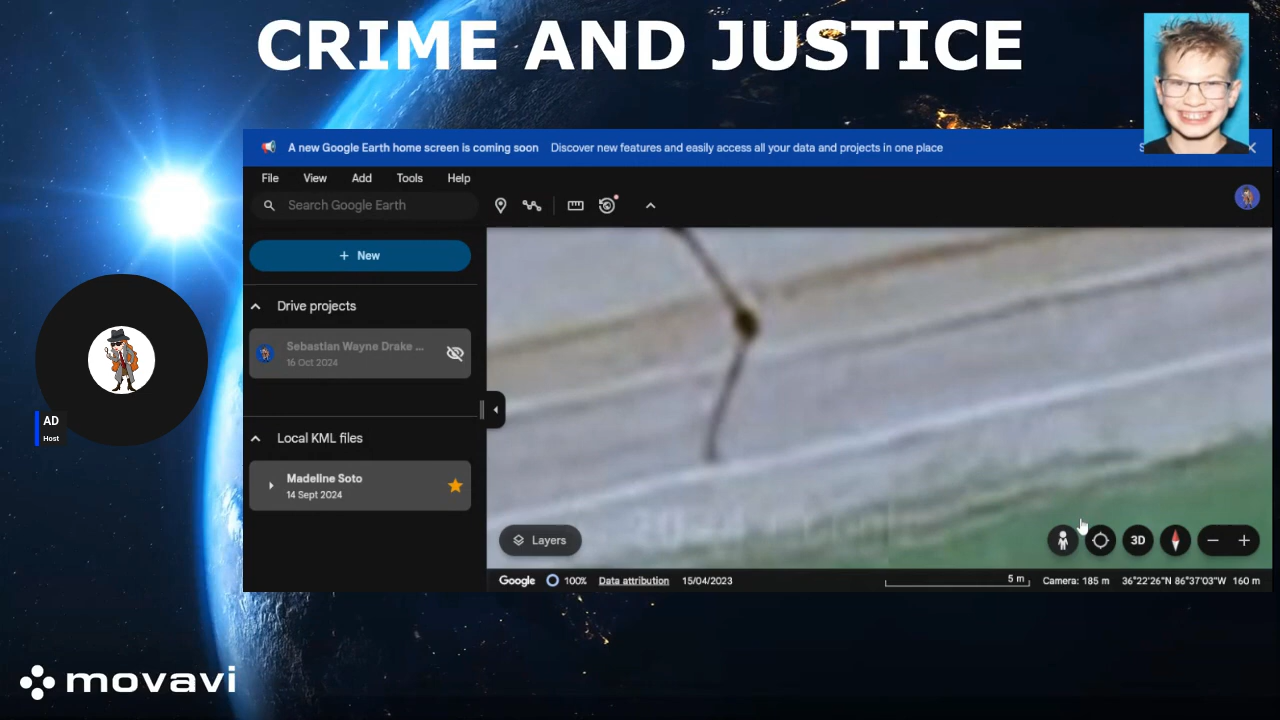 CRIME AND JUSTICE
A new Google Earth home screen is coming soon Discover new features and easily access all your data and projects in one place
File View Add Tools Help
Search Google Earth
+ New
Drive projects
Sebastian Wayne Drake ...
16 Oct 2024
AD
Host
Local KML files
Madeline Soto
14 Sept 2024
Layers
3D
Google 100% Data attribution 15/04/2023 5 m Camera: 185 m 36°22'26"N 86°37'03"W 160 m
movavi